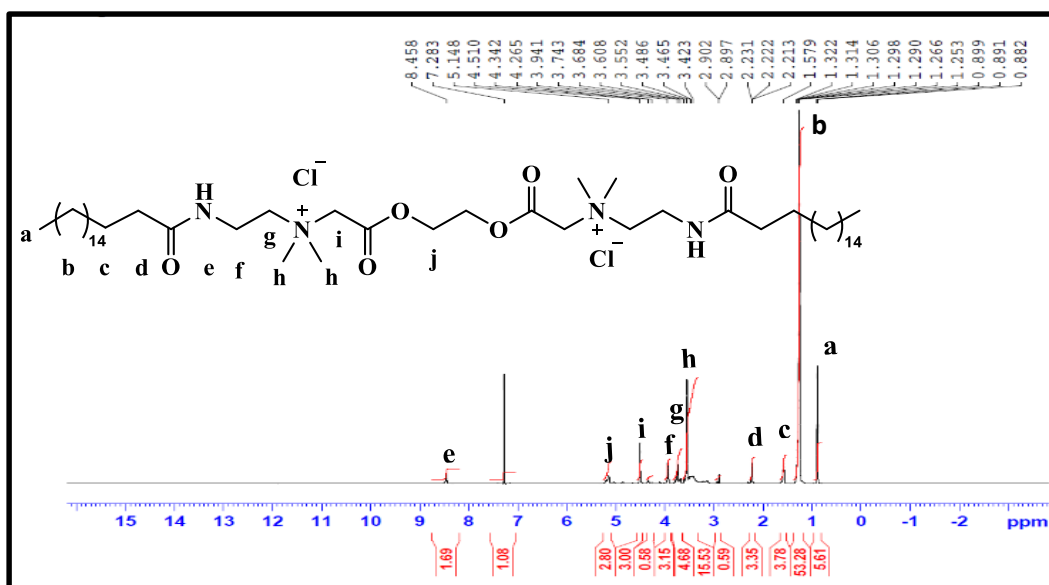 8.458 7.283 5.148 4.510 4.342 4.265 3.941 3.743 3.684 3.608 3.552 3.486 3.465 3.423 2.902 2.897 2.231 2.222 2.213 1.579 1.322 1.314 1.306 1.298 1.290 1.266 1.253 0.899 0.891 0.882
b
Cl− O O
H N + O O N + N H
a 14 O g i O j Cl− O 14
b c d e f h h
a
h
g
e j i f d c
15 14 13 12 11 10 9 8 7 6 5 4 3 2 1 0 -1 -2 ppm
1.69 1.08 2.80 3.00 0.58 3.15 4.68 15.53 0.59 3.35 3.78 53.28 5.61